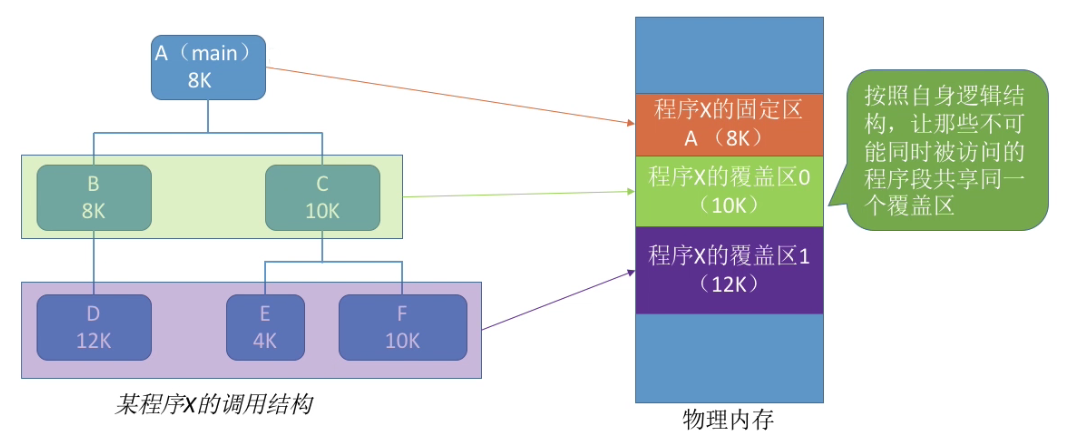 A（main）
8K
B
8K
C
10K
D
12K
E
4K
F
10K
某程序X的调用结构
程序X的固定区
A （8K）
程序X的覆盖区0
（10K）
程序X的覆盖区1
（12K）
物理内存
按照自身逻辑结
构，让那些不可
能同时被访问的
程序段共享同一
个覆盖区